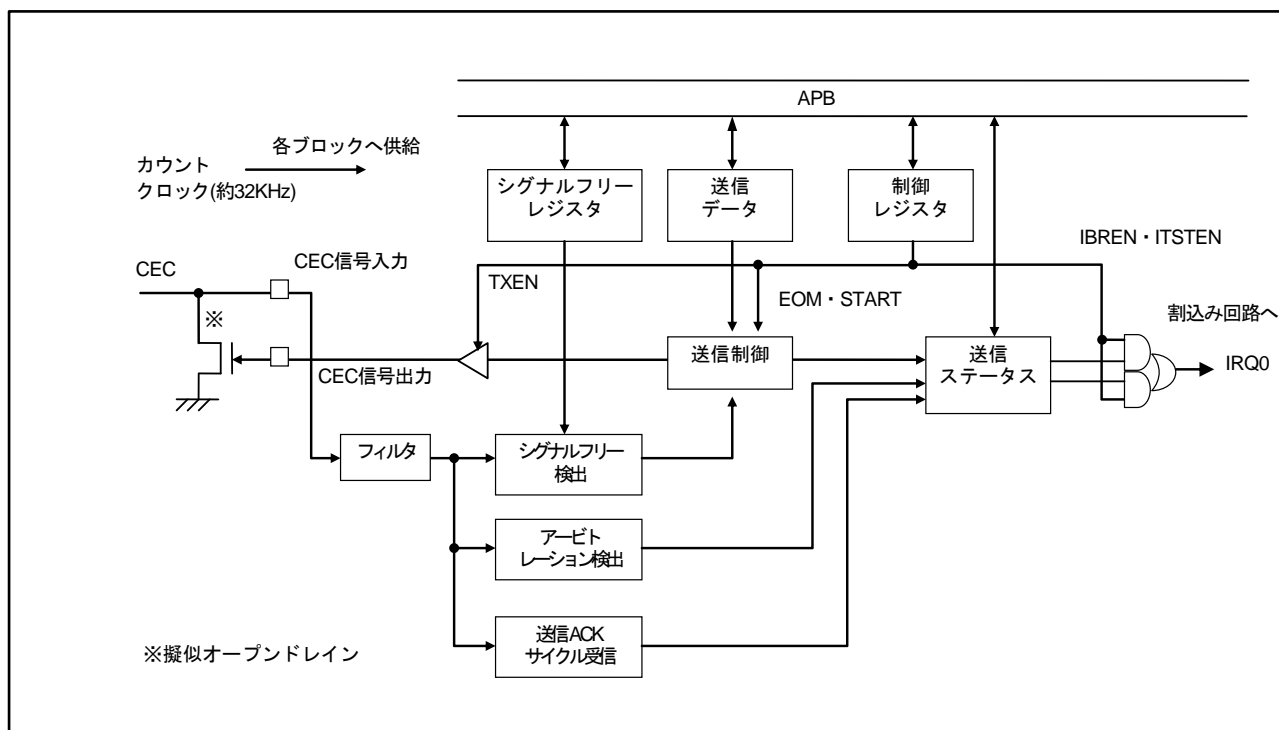 APB
カウント
クロック(約32KHz)
各ブロックへ供給
シグナルフリー
レジスタ
送信
データ
制御
レジスタ
IBREN・ITSTEN
CEC
CEC信号入力
TXEN
EOM・START
割込み回路へ
※
CEC信号出力
送信制御
送信
ステータス
IRQ0
フィルタ
シグナルフリー
検出
アービト
レーション検出
送信ACK
サイクル受信
※擬似オープンドレイン